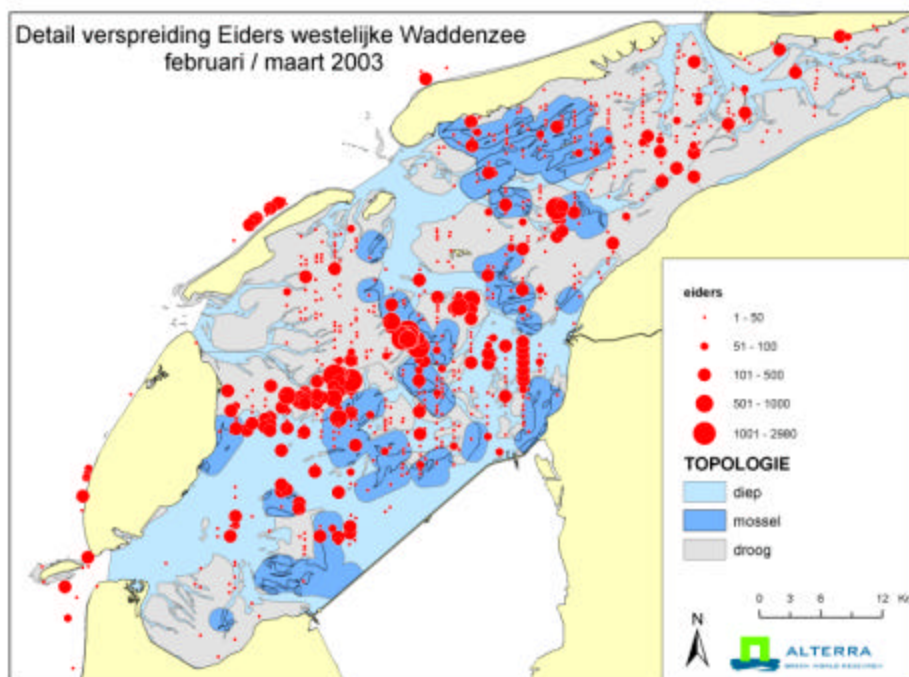 Detail verspreiding Eiders westelijke Waddenzee
februari / maart 2003
eiders
1 - 50
51 - 100
101 - 500
501 - 1000
1001 - 2980
TOPOLOGIE
diep
mossel
droog
N
0 3 6 12 K
ALTERRA